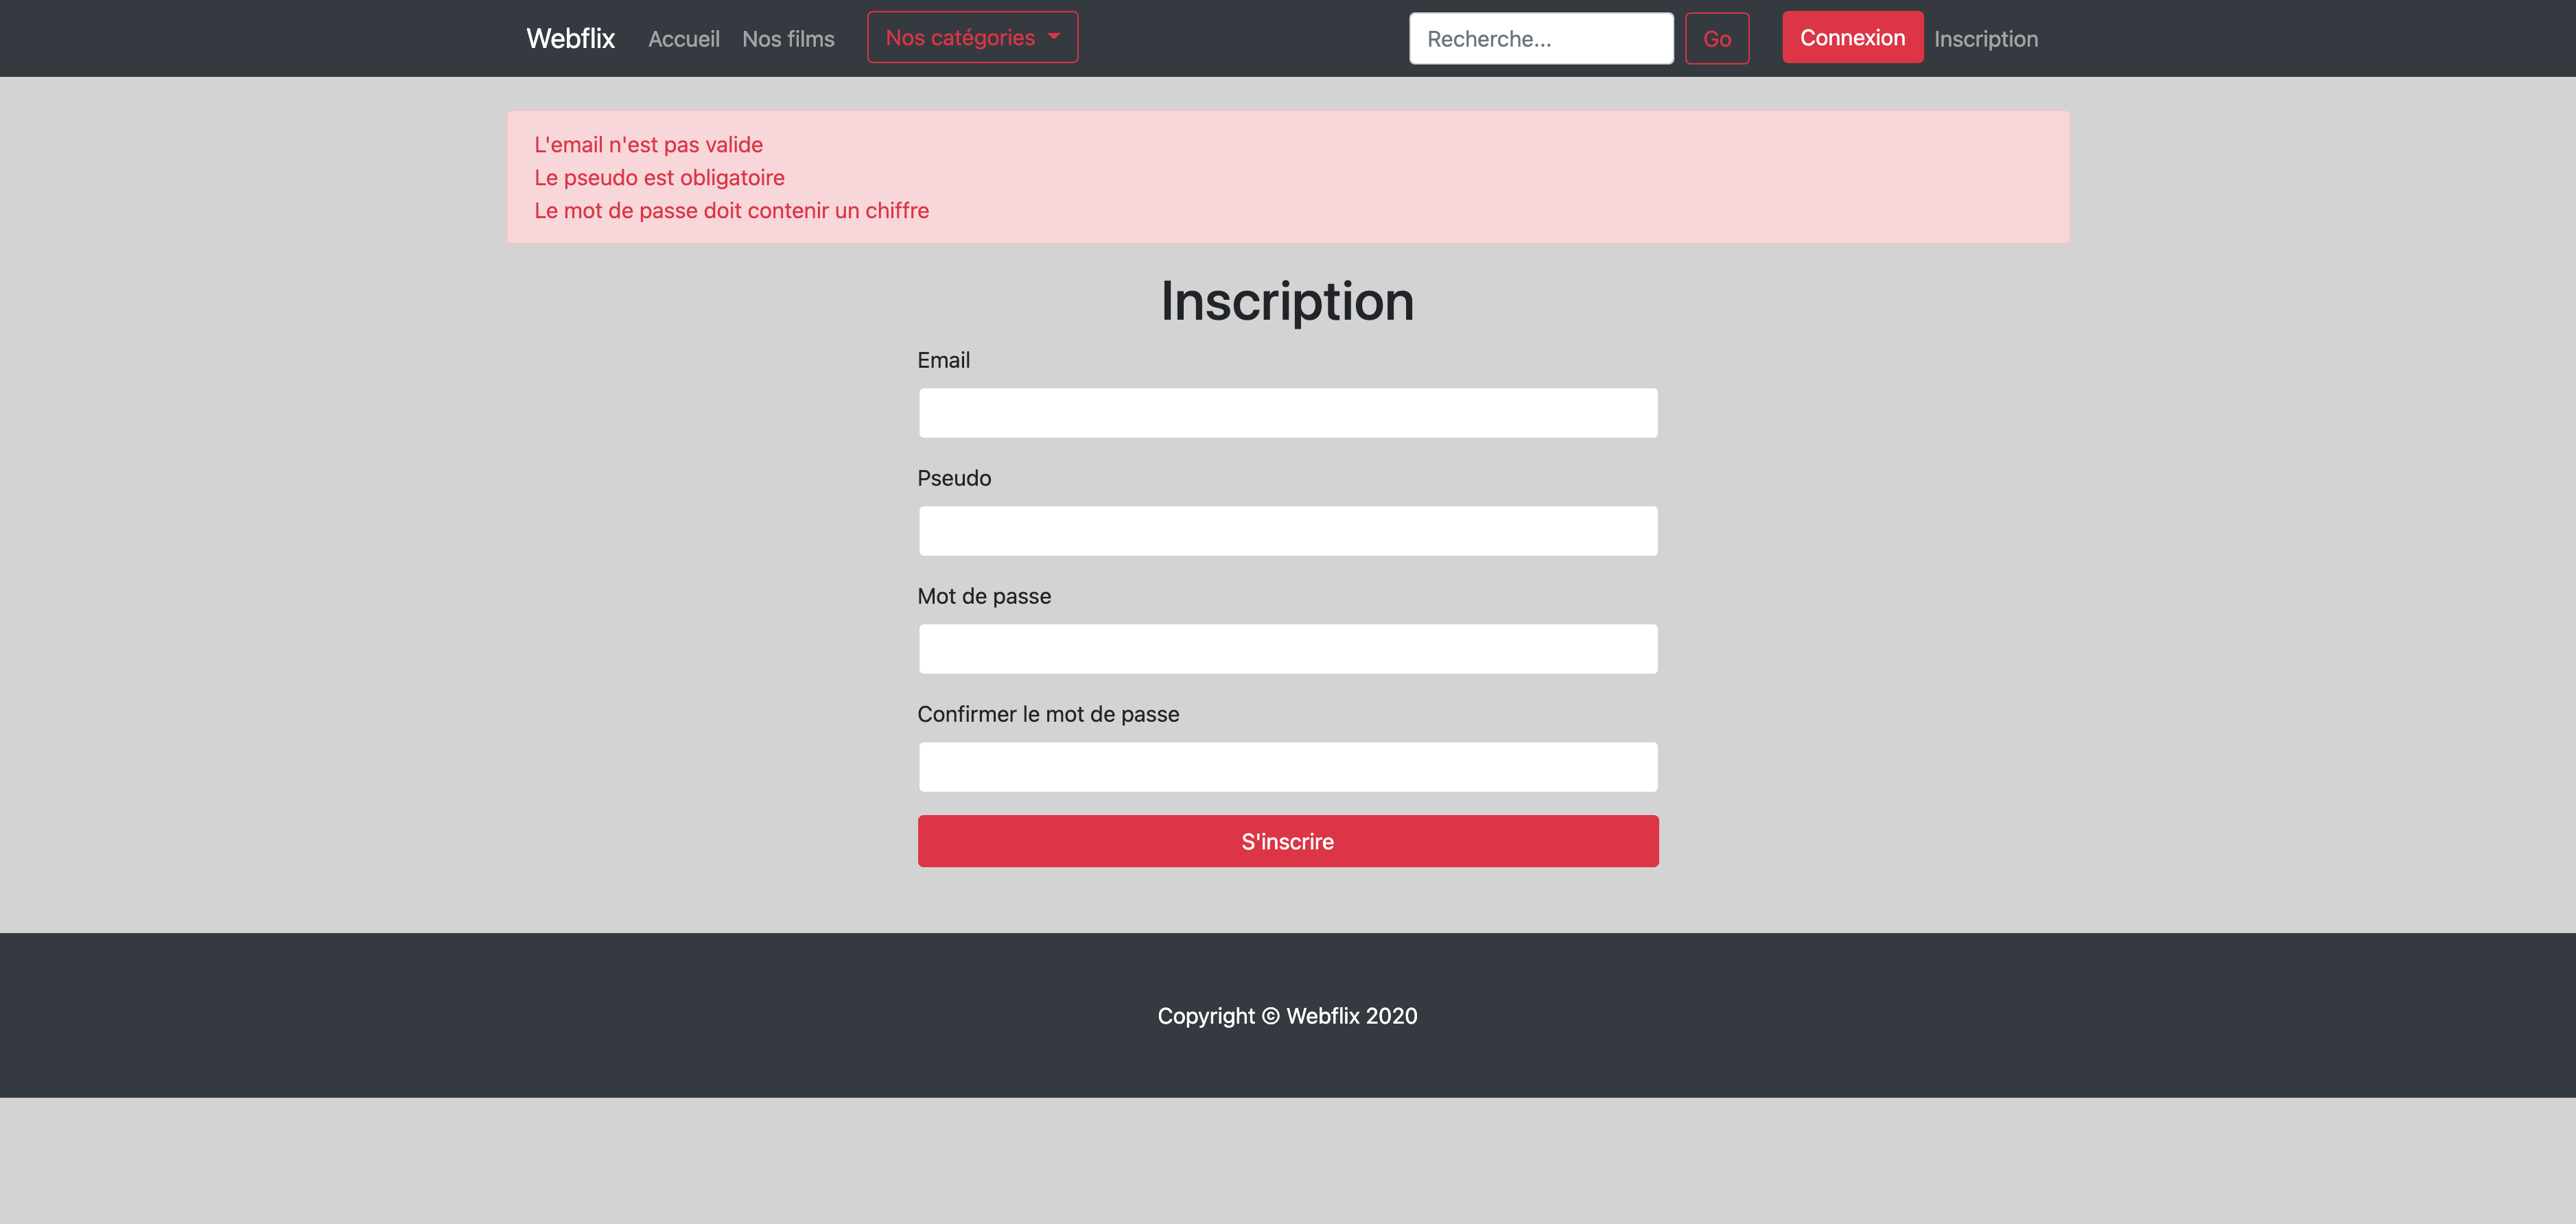 Webflix Accueil Nos films Nos catégories Recherche... Go Connexion Inscription
L'email n'est pas valide
Le pseudo est obligatoire
Le mot de passe doit contenir un chiffre
Inscription
Email
Pseudo
Mot de passe
Confirmer le mot de passe
S'inscrire
Copyright © Webflix 2020